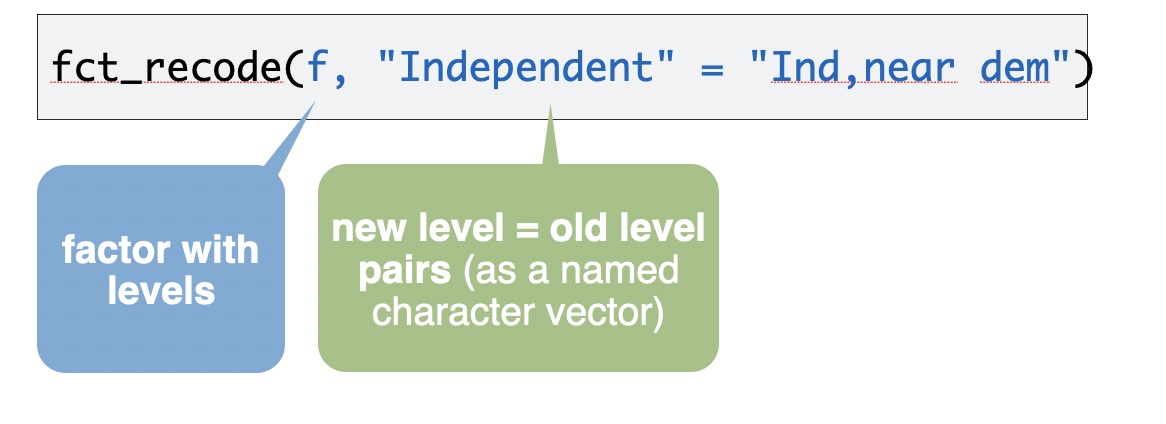 fct_recode(f, "Independent" = "Ind,near dem")
factor with
levels
new level = old level
pairs (as a named
character vector)